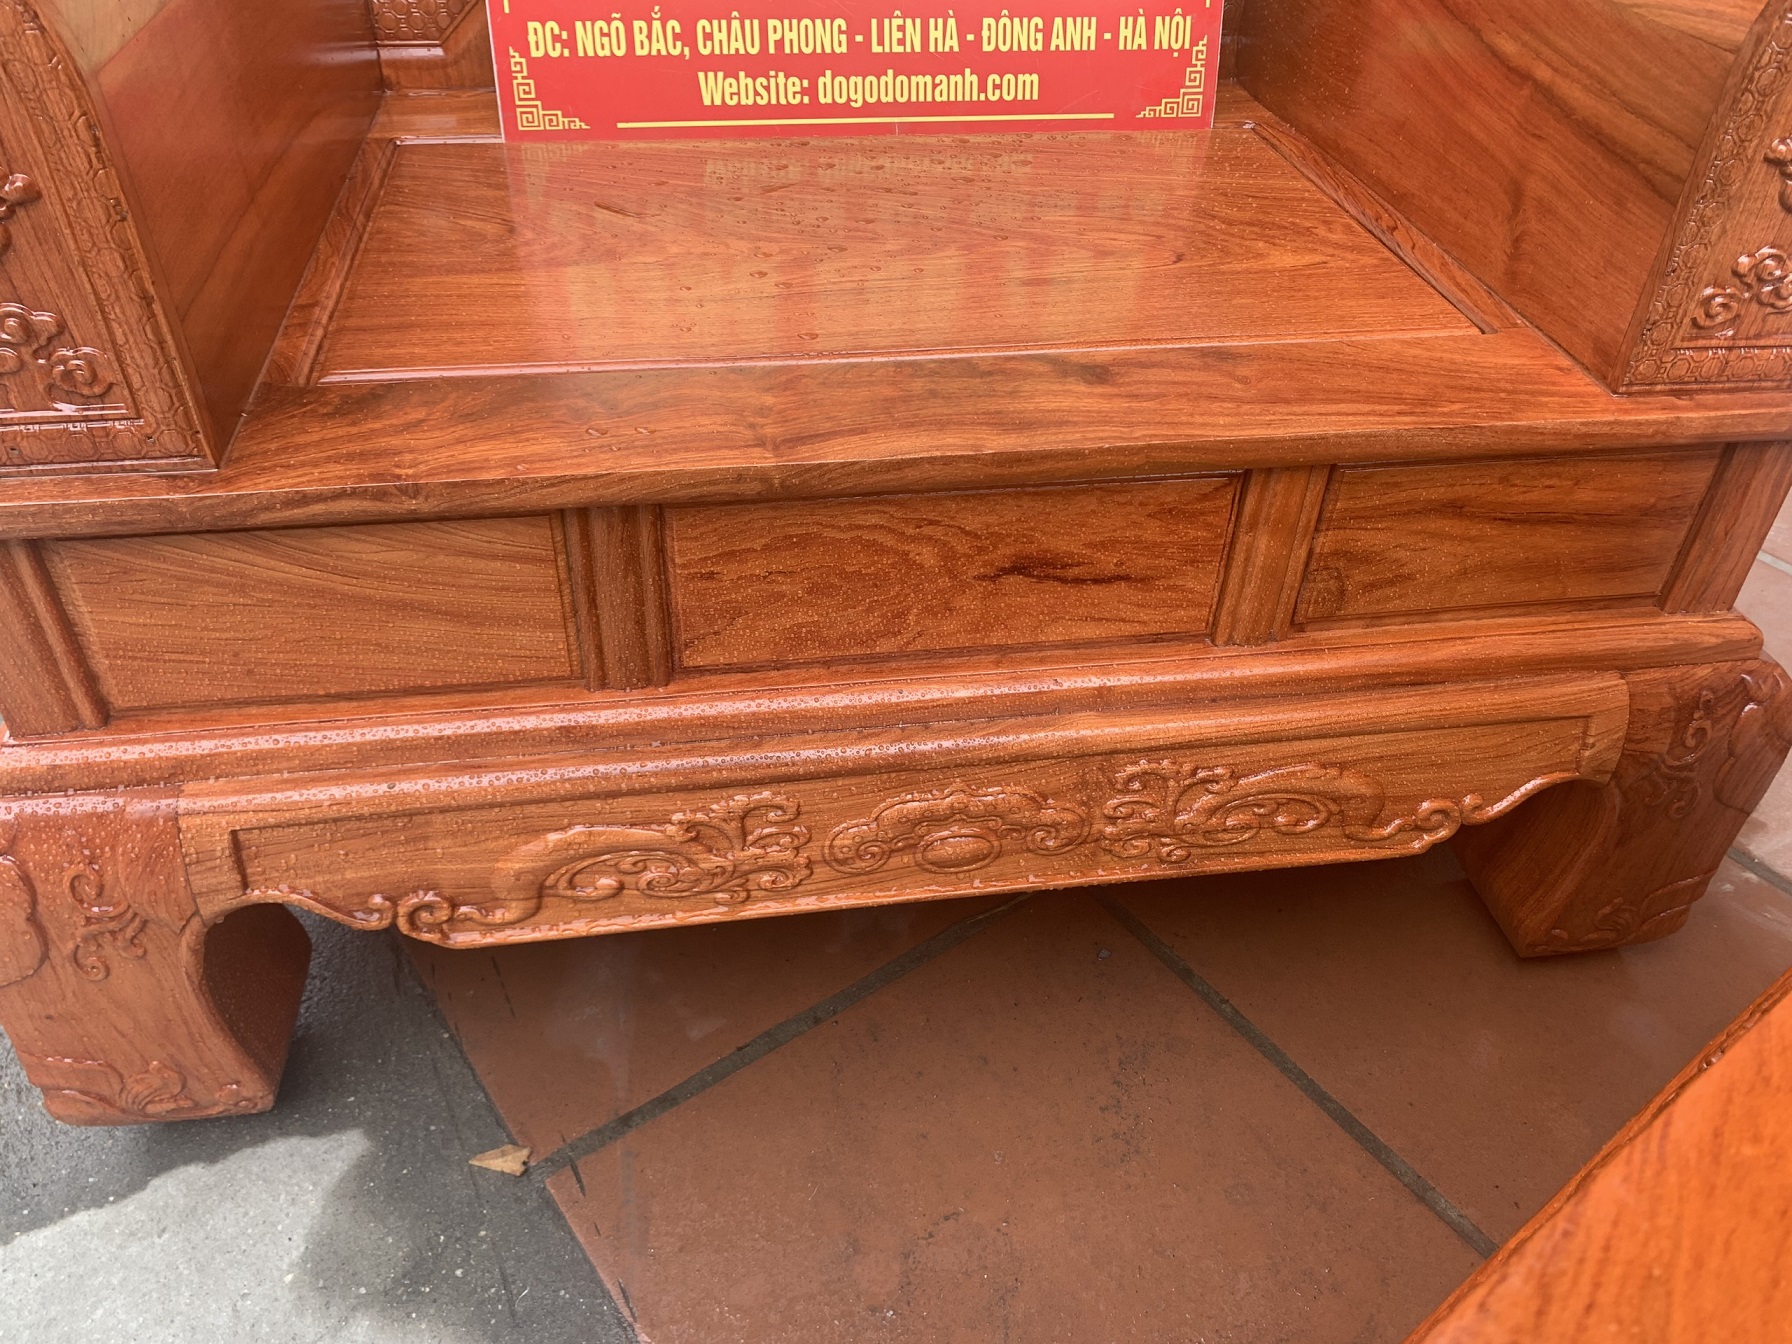 ĐC: NGÕ BẮC, CHÂU PHONG - LIÊN HÀ - ĐÔNG ANH - HÀ NỘI
Website: dogodomanh.com